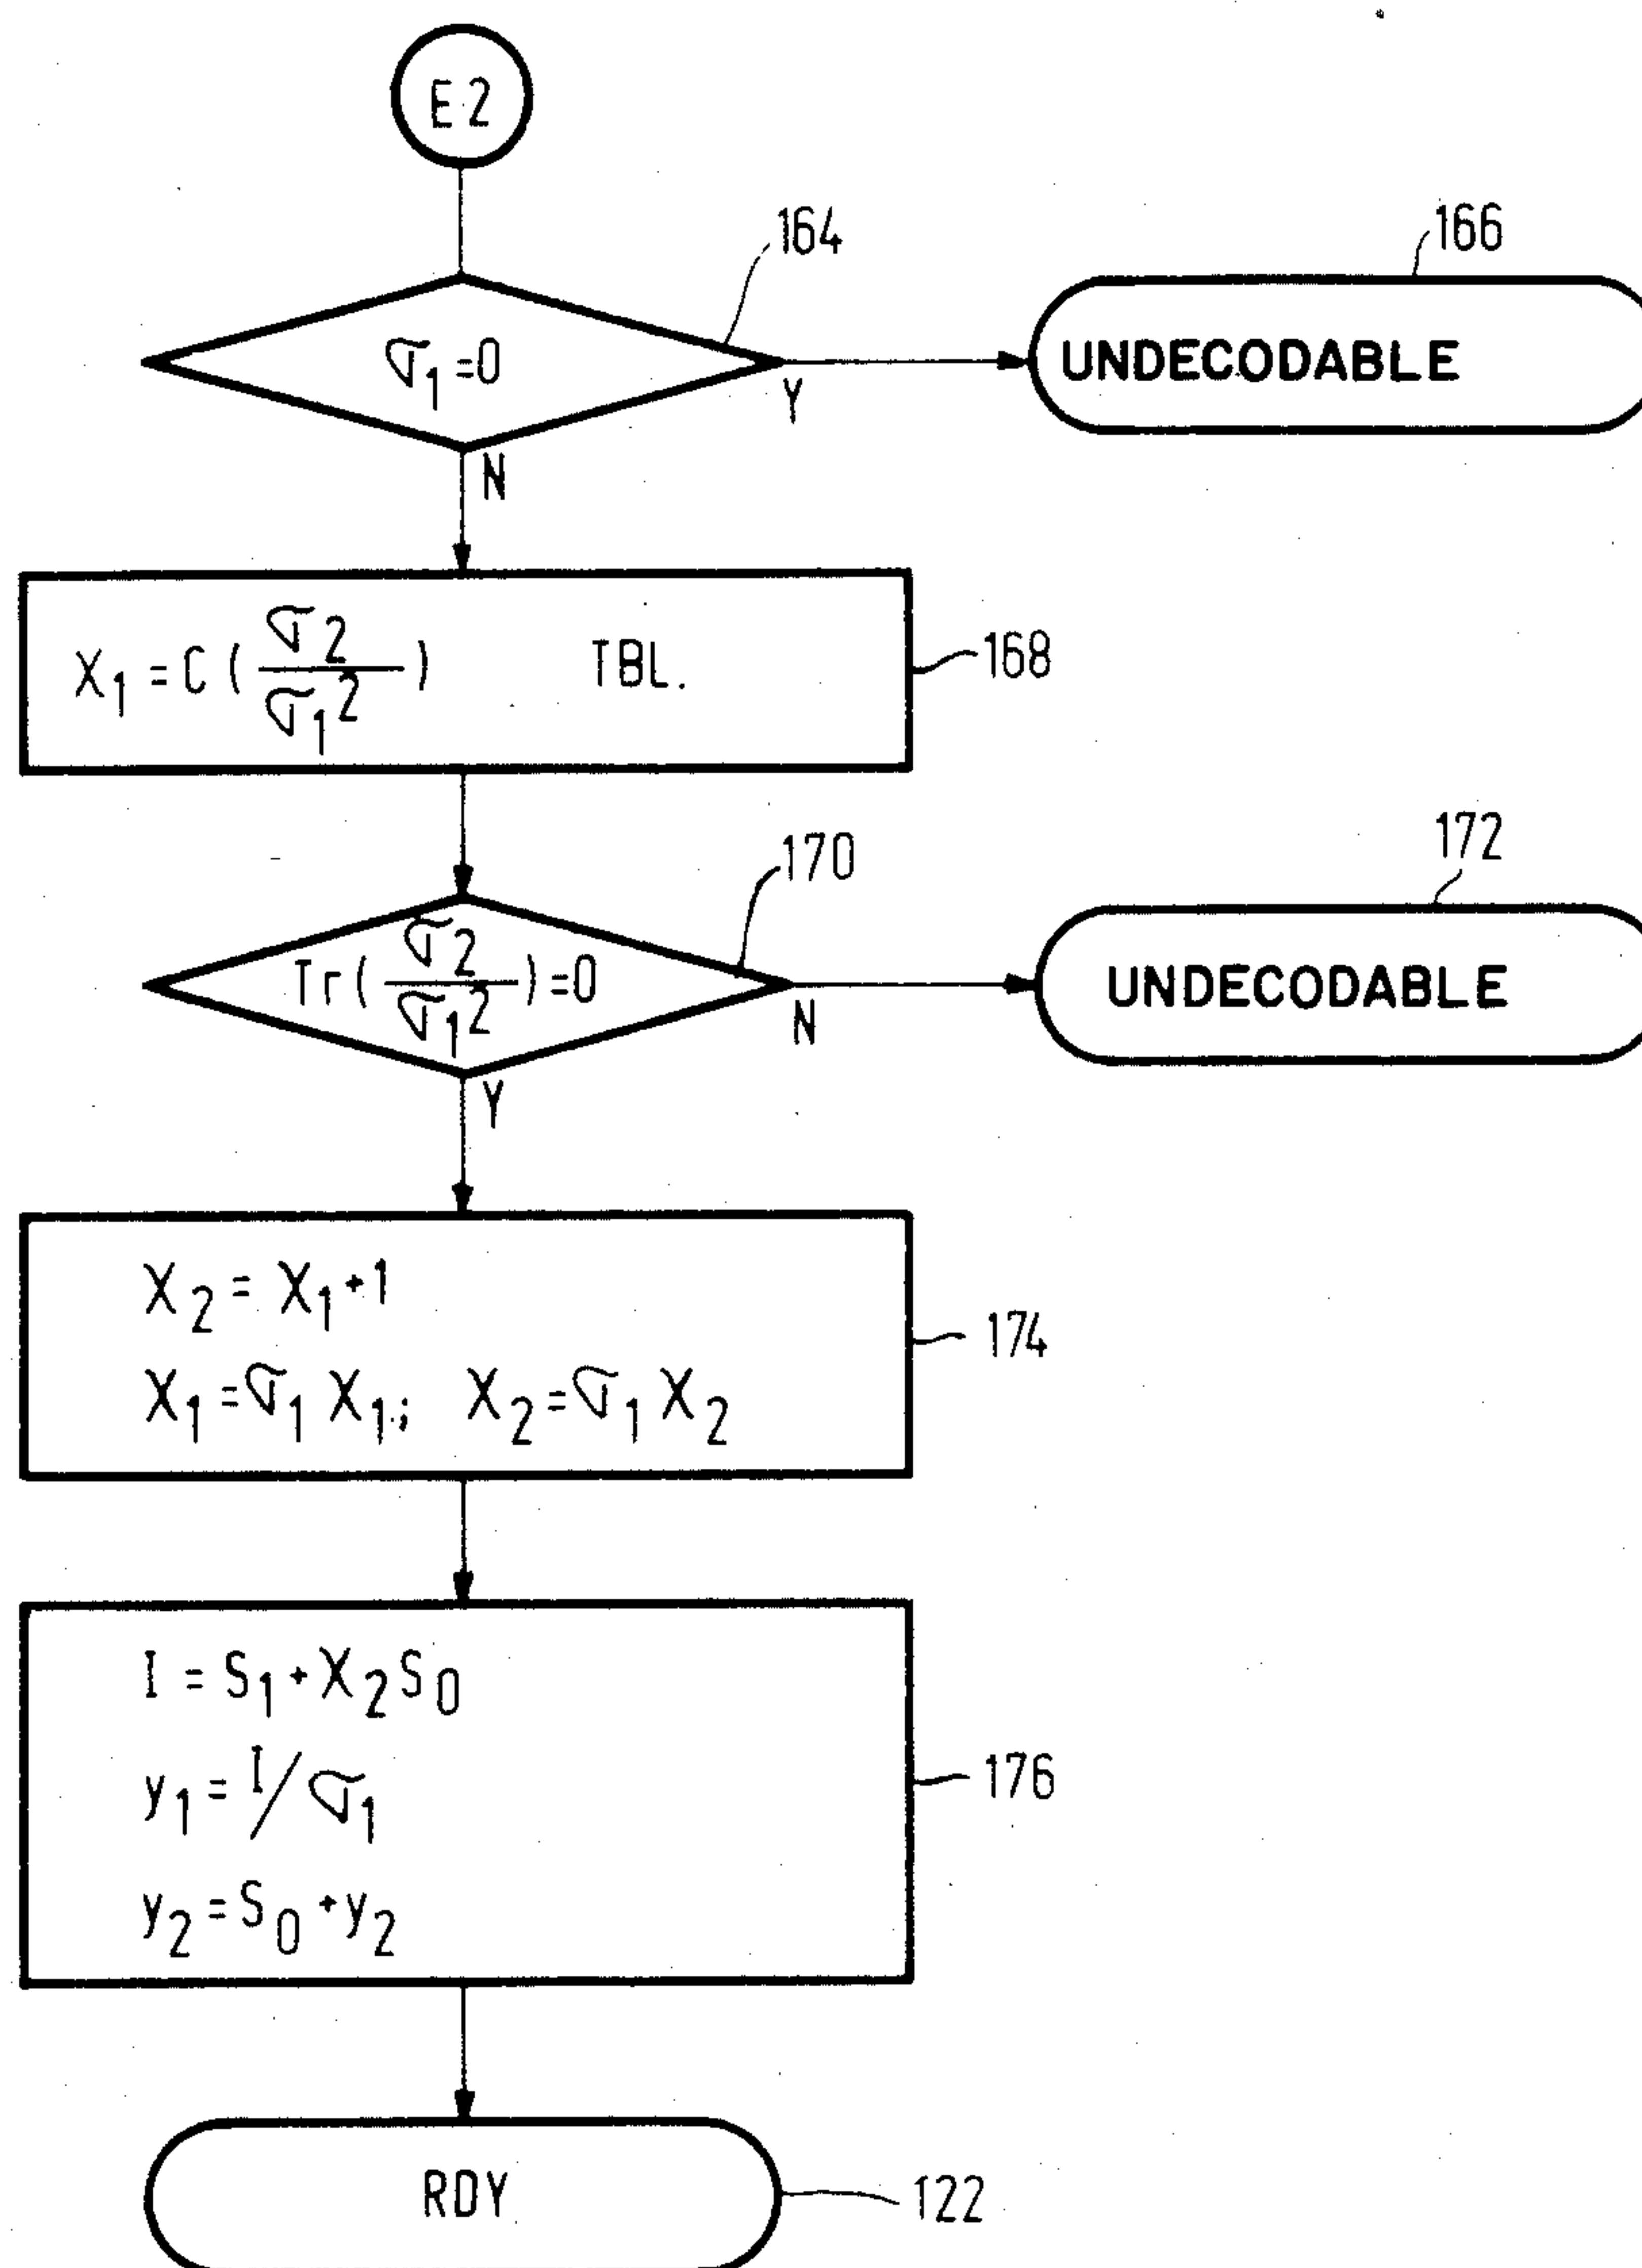 E2
164
166
σ₁=0
UNDECODABLE
Y
N
X₁=C(σ₂/σ₁²) TBL.
168
170
172
Tr(σ₂/σ₁²)=0
UNDECODABLE
N
Y
X₂=X₁+1
174
X₁=σ₁X₁; X₂=σ₁X₂
I=S₁+X₂S₀
y₁=I/σ₁
176
y₂=S₀+y₂
RDY
122